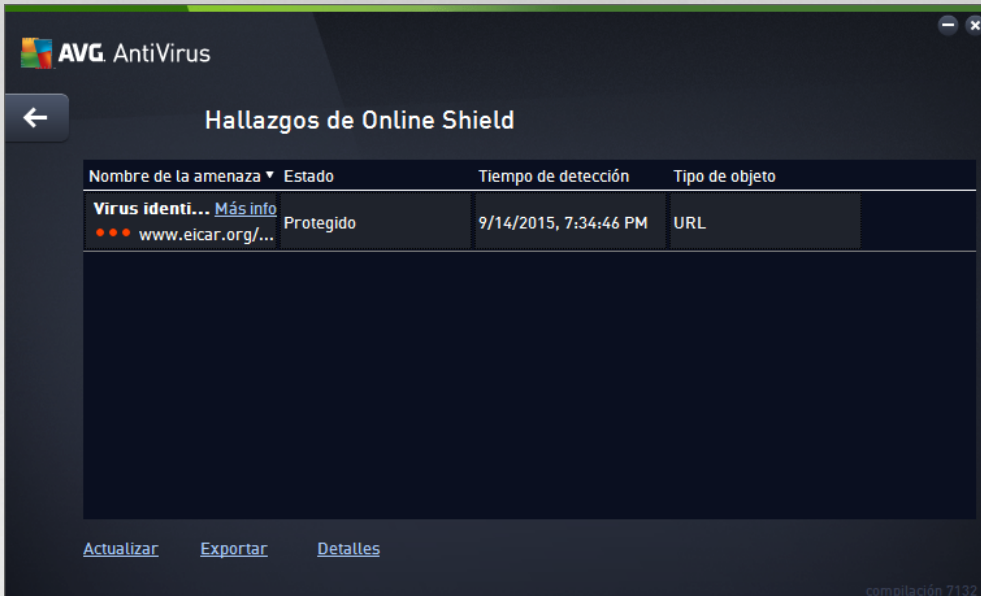 AVG. AntiVirus
Hallazgos de Online Shield
Nombre de la amenaza Estado Tiempo de detección Tipo de objeto
Virus identi... Más info
www.eicar.org/... Protegido 9/14/2015, 7:34:46 PM URL
Actualizar Exportar Detalles
compilación 7132